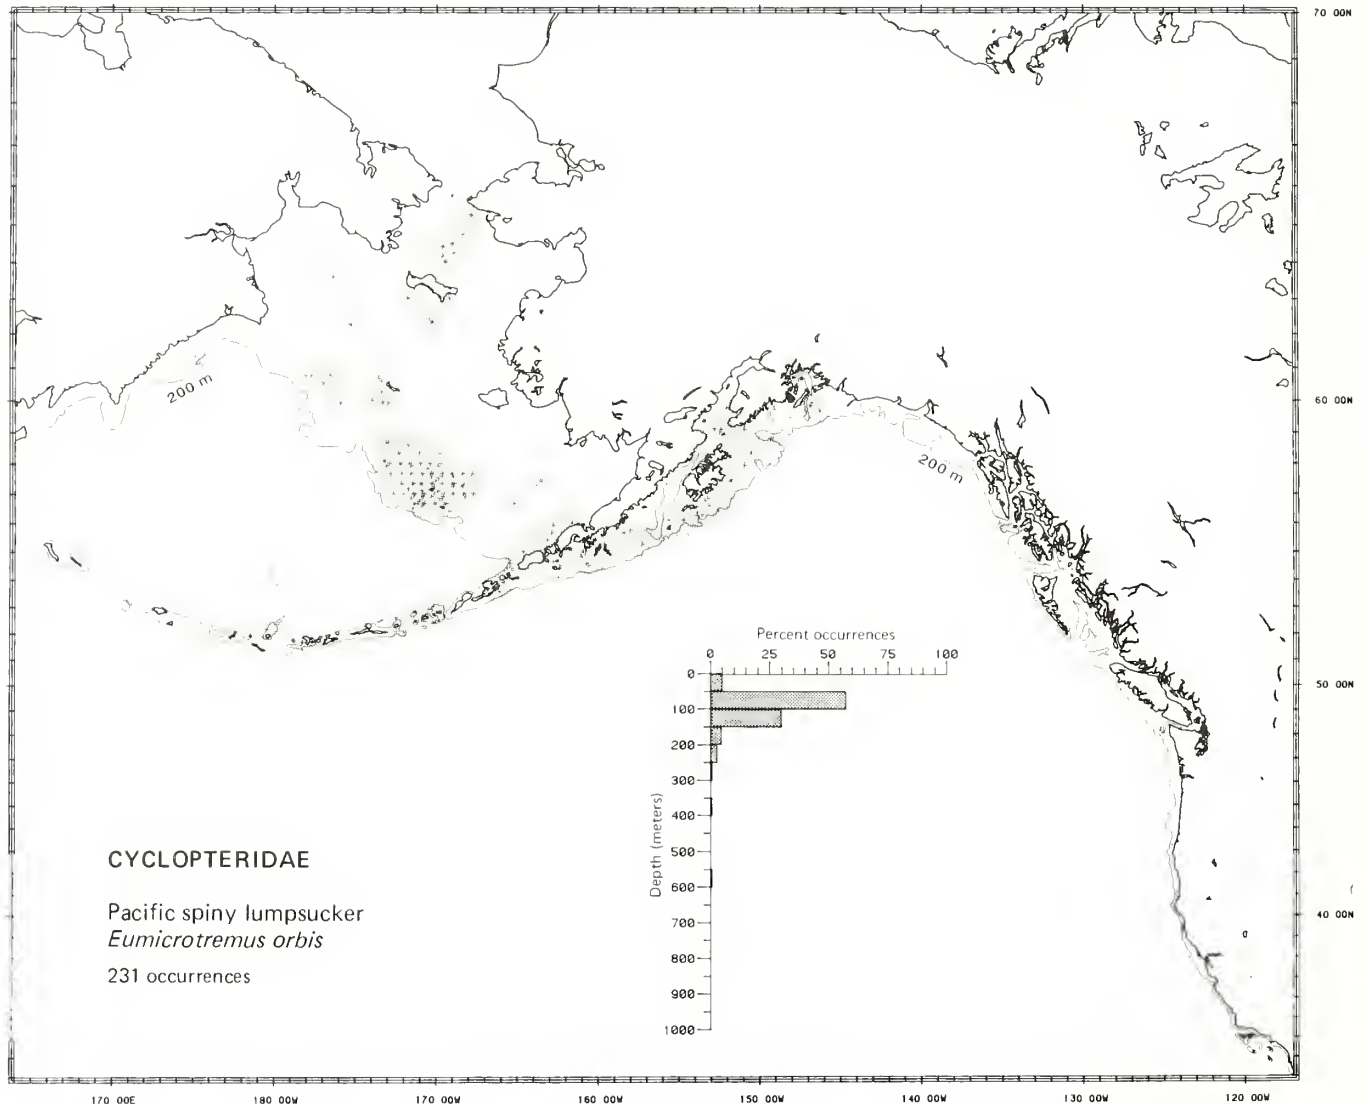 70 00N
200 m
60 00N
200 m
Percent occurrences
0 25 50 75 100
50 00N
0
100
200
300
400
500
600
700
800
900
1000
Depth (meters)
CYCLOPTERIDAE
Pacific spiny lumpsucker
Eumicrotremus orbis
231 occurrences
40 00N
170 00E 180 00W 170 00W 160 00W 150 00W 140 00W 130 00W 120 00W